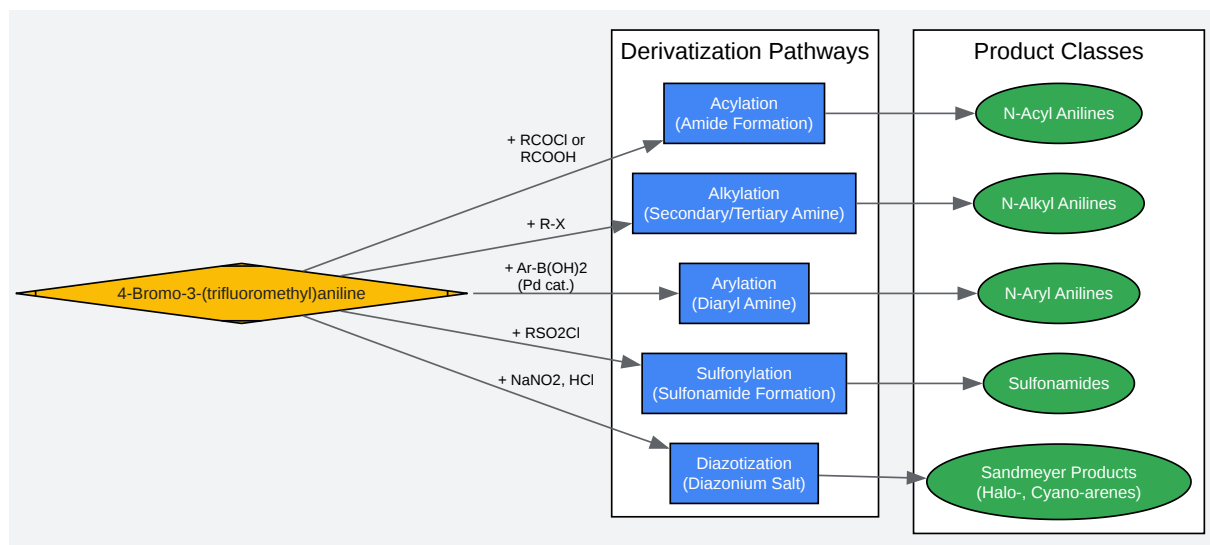 Derivatization Pathways
Product Classes
4-Bromo-3-(trifluoromethyl)aniline
+ RCOCl or
RCOOH
Acylation
(Amide Formation)
N-Acyl Anilines
+ R-X
Alkylation
(Secondary/Tertiary Amine)
N-Alkyl Anilines
+ Ar-B(OH)2
(Pd cat.)
Arylation
(Diaryl Amine)
N-Aryl Anilines
+ RSO2Cl
Sulfonylation
(Sulfonamide Formation)
Sulfonamides
+ NaNO2, HCl
Diazotization
(Diazonium Salt)
Sandmeyer Products
(Halo-, Cyano-arenes)